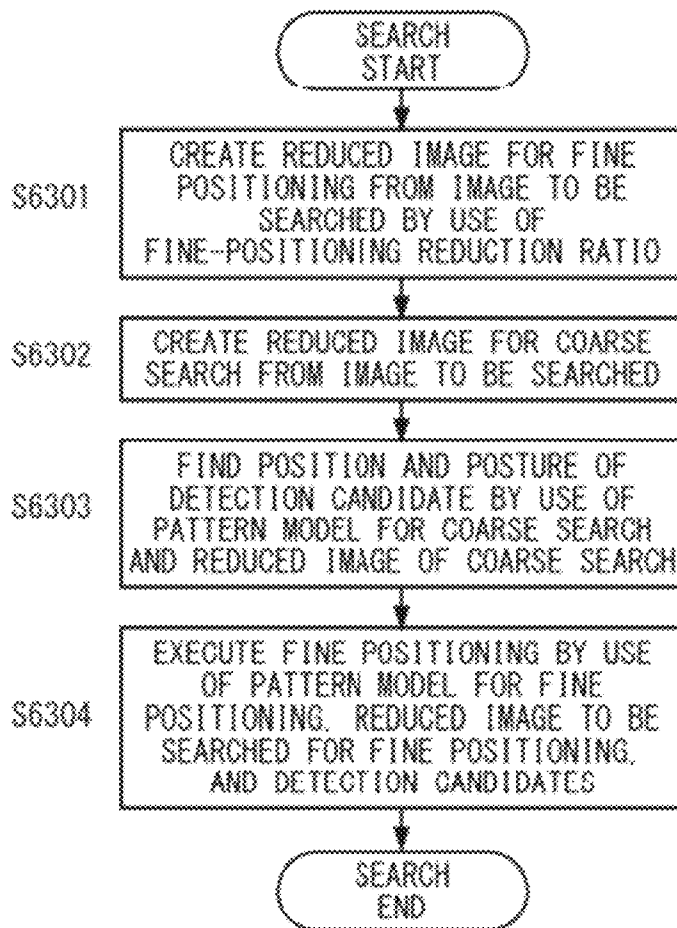 SEARCH
START
S6301
CREATE REDUCED IMAGE FOR FINE
POSITIONING FROM IMAGE TO BE
SEARCHED BY USE OF
FINE-POSITIONING REDUCTION RATIO
S6302
CREATE REDUCED IMAGE FOR COARSE
SEARCH FROM IMAGE TO BE SEARCHED
S6303
FIND POSITION AND POSTURE OF
DETECTION CANDIDATE BY USE OF
PATTERN MODEL FOR COARSE SEARCH
AND REDUCED IMAGE OF COARSE SEARCH
S6304
EXECUTE FINE POSITIONING BY USE
OF PATTERN MODEL FOR FINE
POSITIONING, REDUCED IMAGE TO BE
SEARCHED FOR FINE POSITIONING,
AND DETECTION CANDIDATES
SEARCH
END